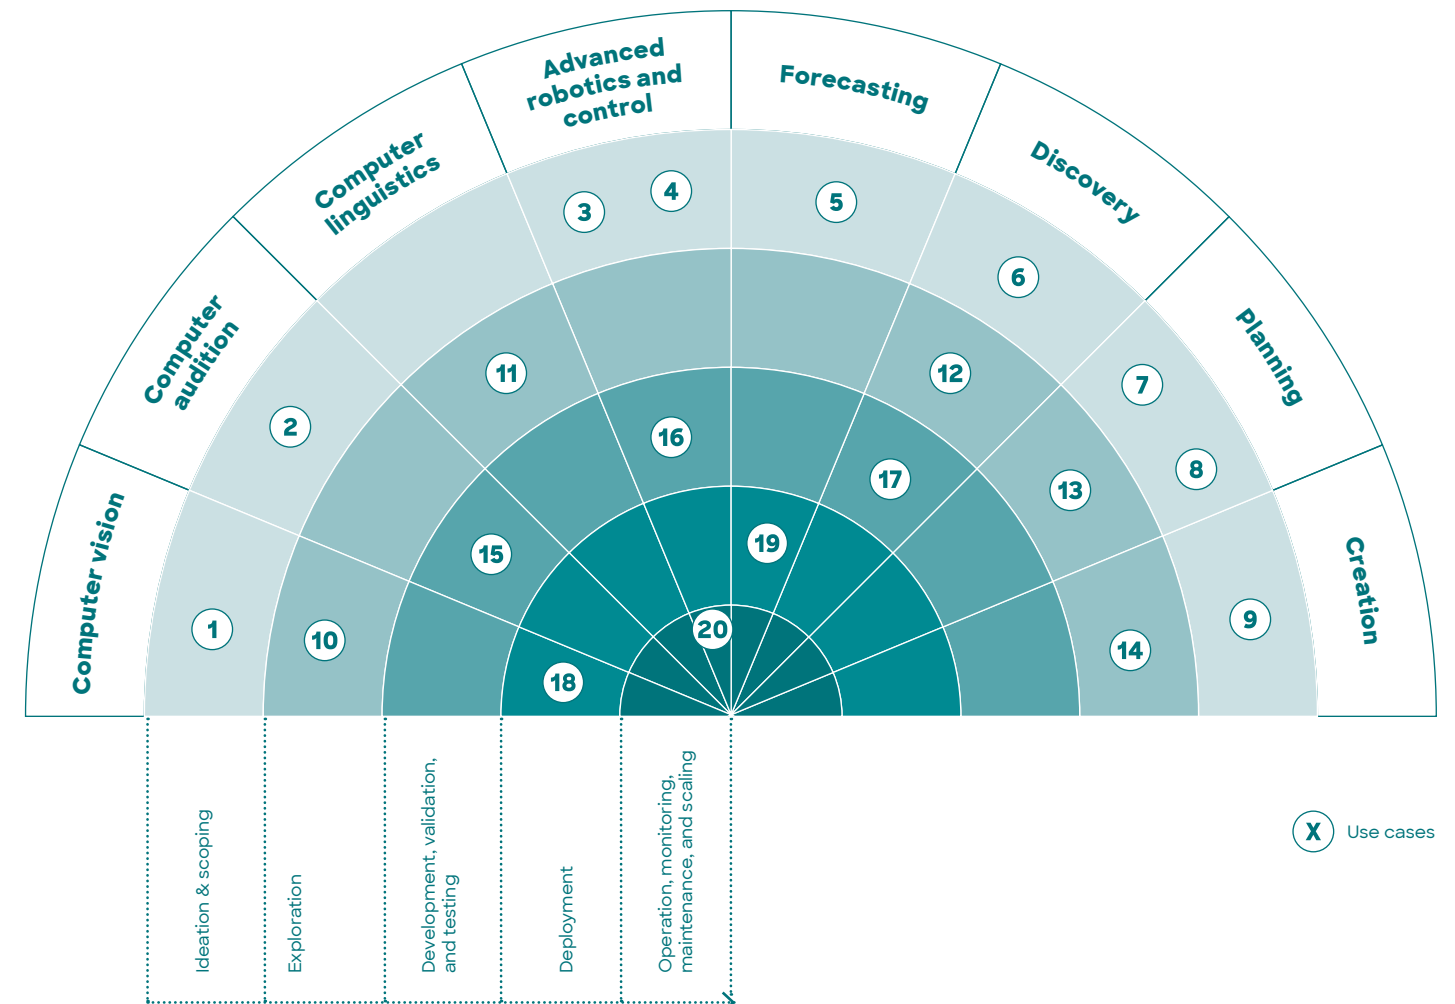 Computer vision
Computer
audition
Computer
linguistics
Advanced
robotics and
control
Forecasting
Discovery
Planning
Creation
1
2
3
4
5
6
7
8
9
10
11
12
13
14
15
16
17
18
19
20
Ideation & scoping
Exploration
Development, validation,
and testing
Deployment
Operation, monitoring,
maintenance, and scaling
X Use cases